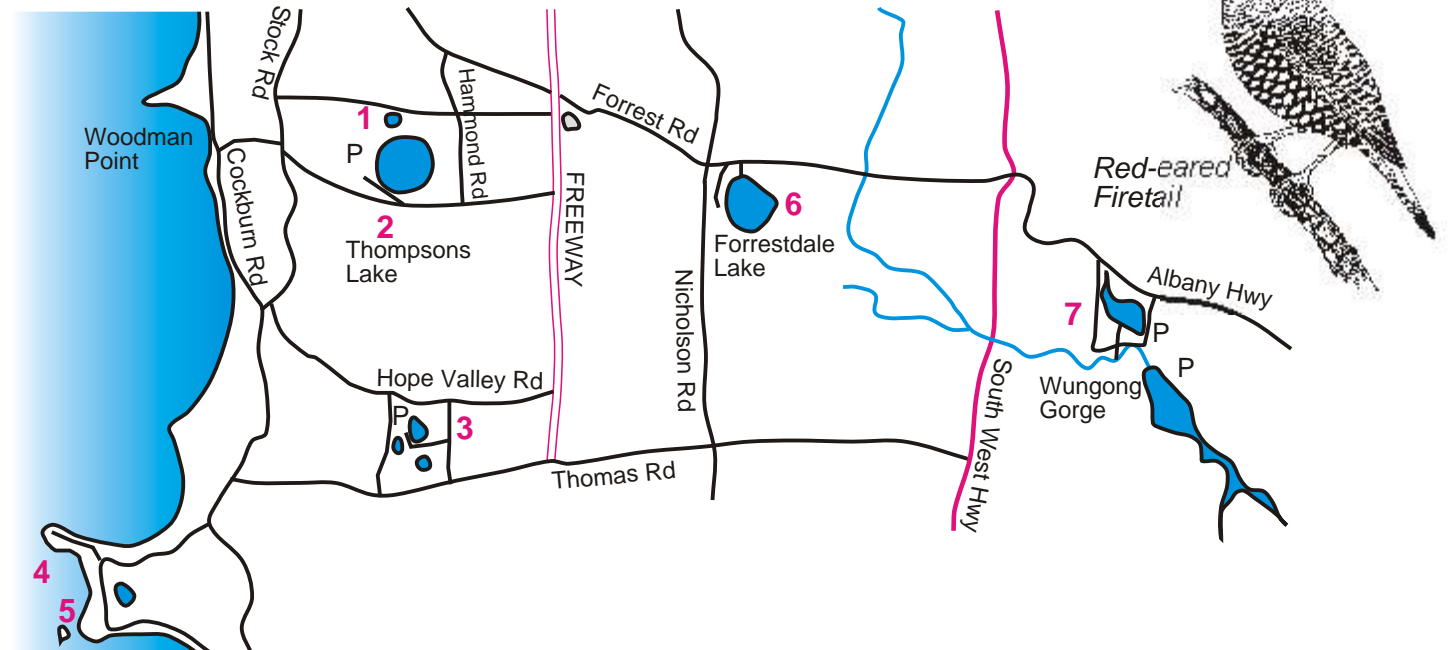 Stock Rd
Hammond Rd
Forrest Rd
1
Woodman
Point
P
Cockburn Rd
Red-eared
Firetail
FREEWAY
6
2
Thompsons
Lake
Forrestdale
Lake
Nicholson Rd
Albany Hwy
7
P
P
Hope Valley Rd
Wungong
Gorge
South West Hwy
P
3
Thomas Rd
4
5